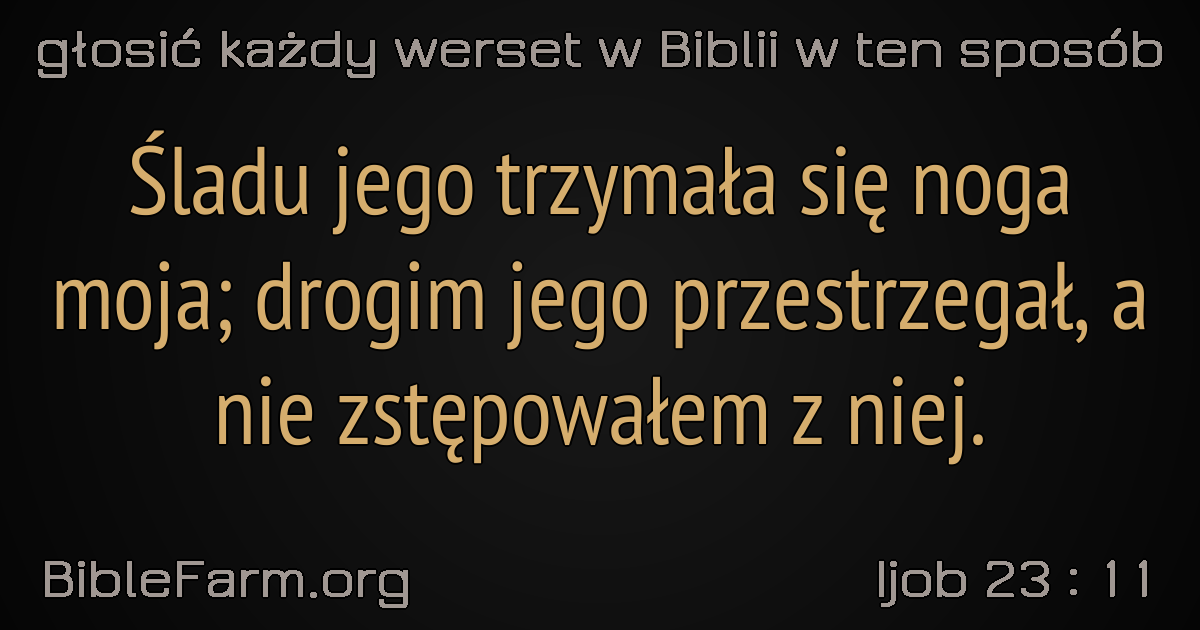 głosić każdy werset w Biblii w ten sposób
Śladu jego trzymała się noga
moja; drogim jego przestrzegał, a
nie zstępowałem z niej.
BibleFarm.org
Ijob 23 : 11